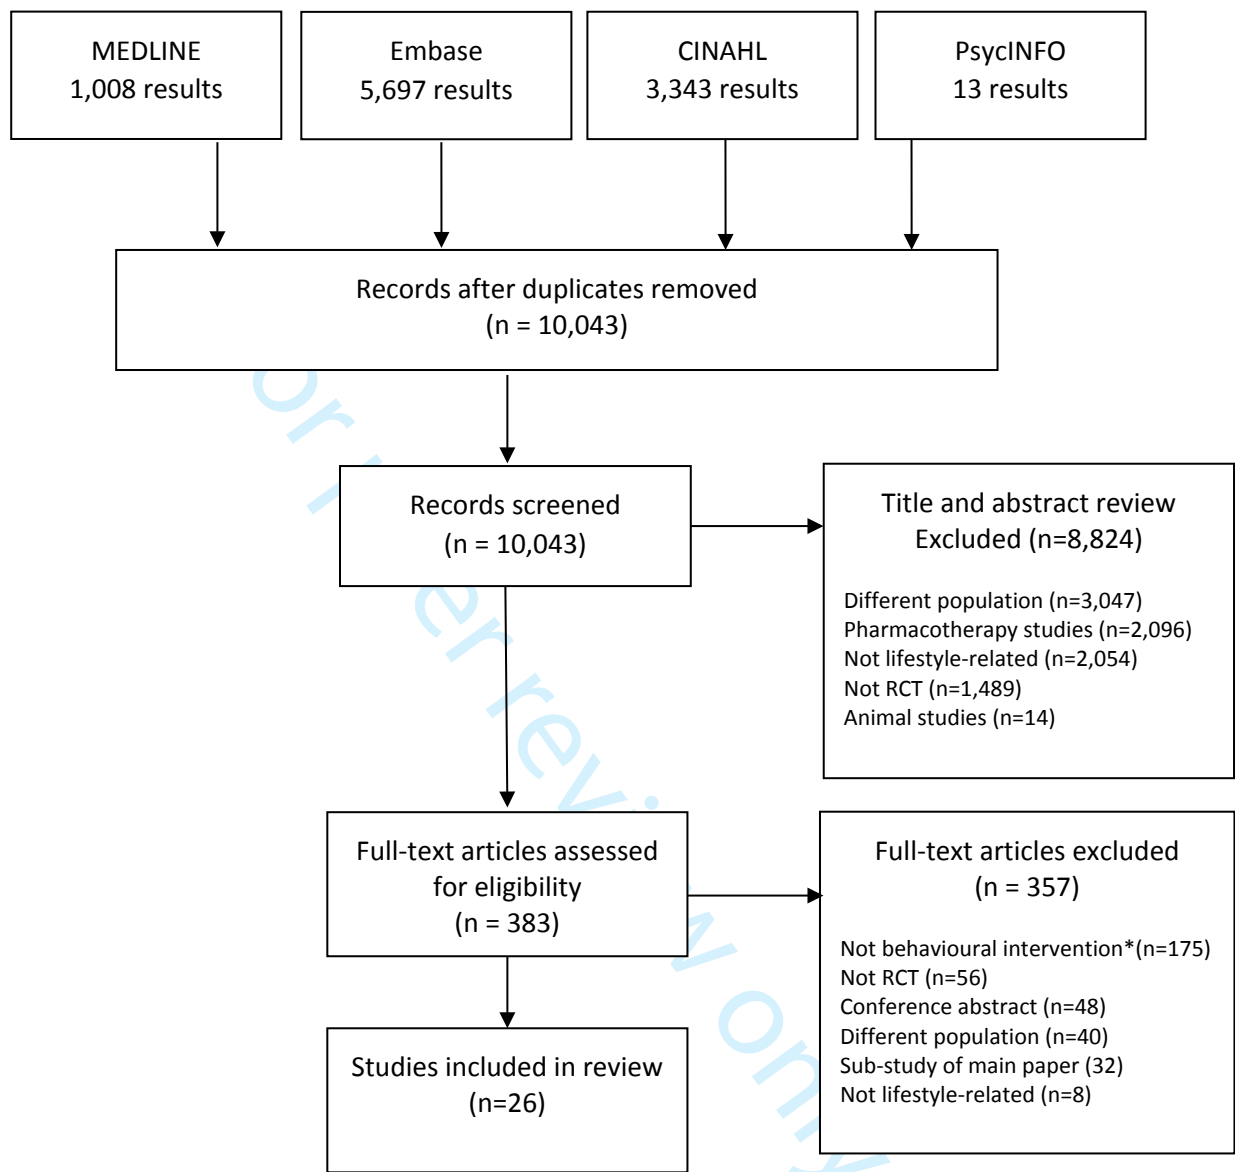 MEDLINE
1,008 results
Embase
5,697 results
CINAHL
3,343 results
PsycINFO
13 results
Records after duplicates removed
(n = 10,043)
Records screened
(n = 10,043)
Title and abstract review
Excluded (n=8,824)
Different population (n=3,047)
Pharmacotherapy studies (n=2,096)
Not lifestyle-related (n=2,054)
Not RCT (n=1,489)
Animal studies (n=14)
Full-text articles assessed
for eligibility
(n = 383)
Full-text articles excluded
(n = 357)
Not behavioural intervention*(n=175)
Not RCT (n=56)
Conference abstract (n=48)
Different population (n=40)
Sub-study of main paper (32)
Not lifestyle-related (n=8)
Studies included in review
(n=26)
or
er review only